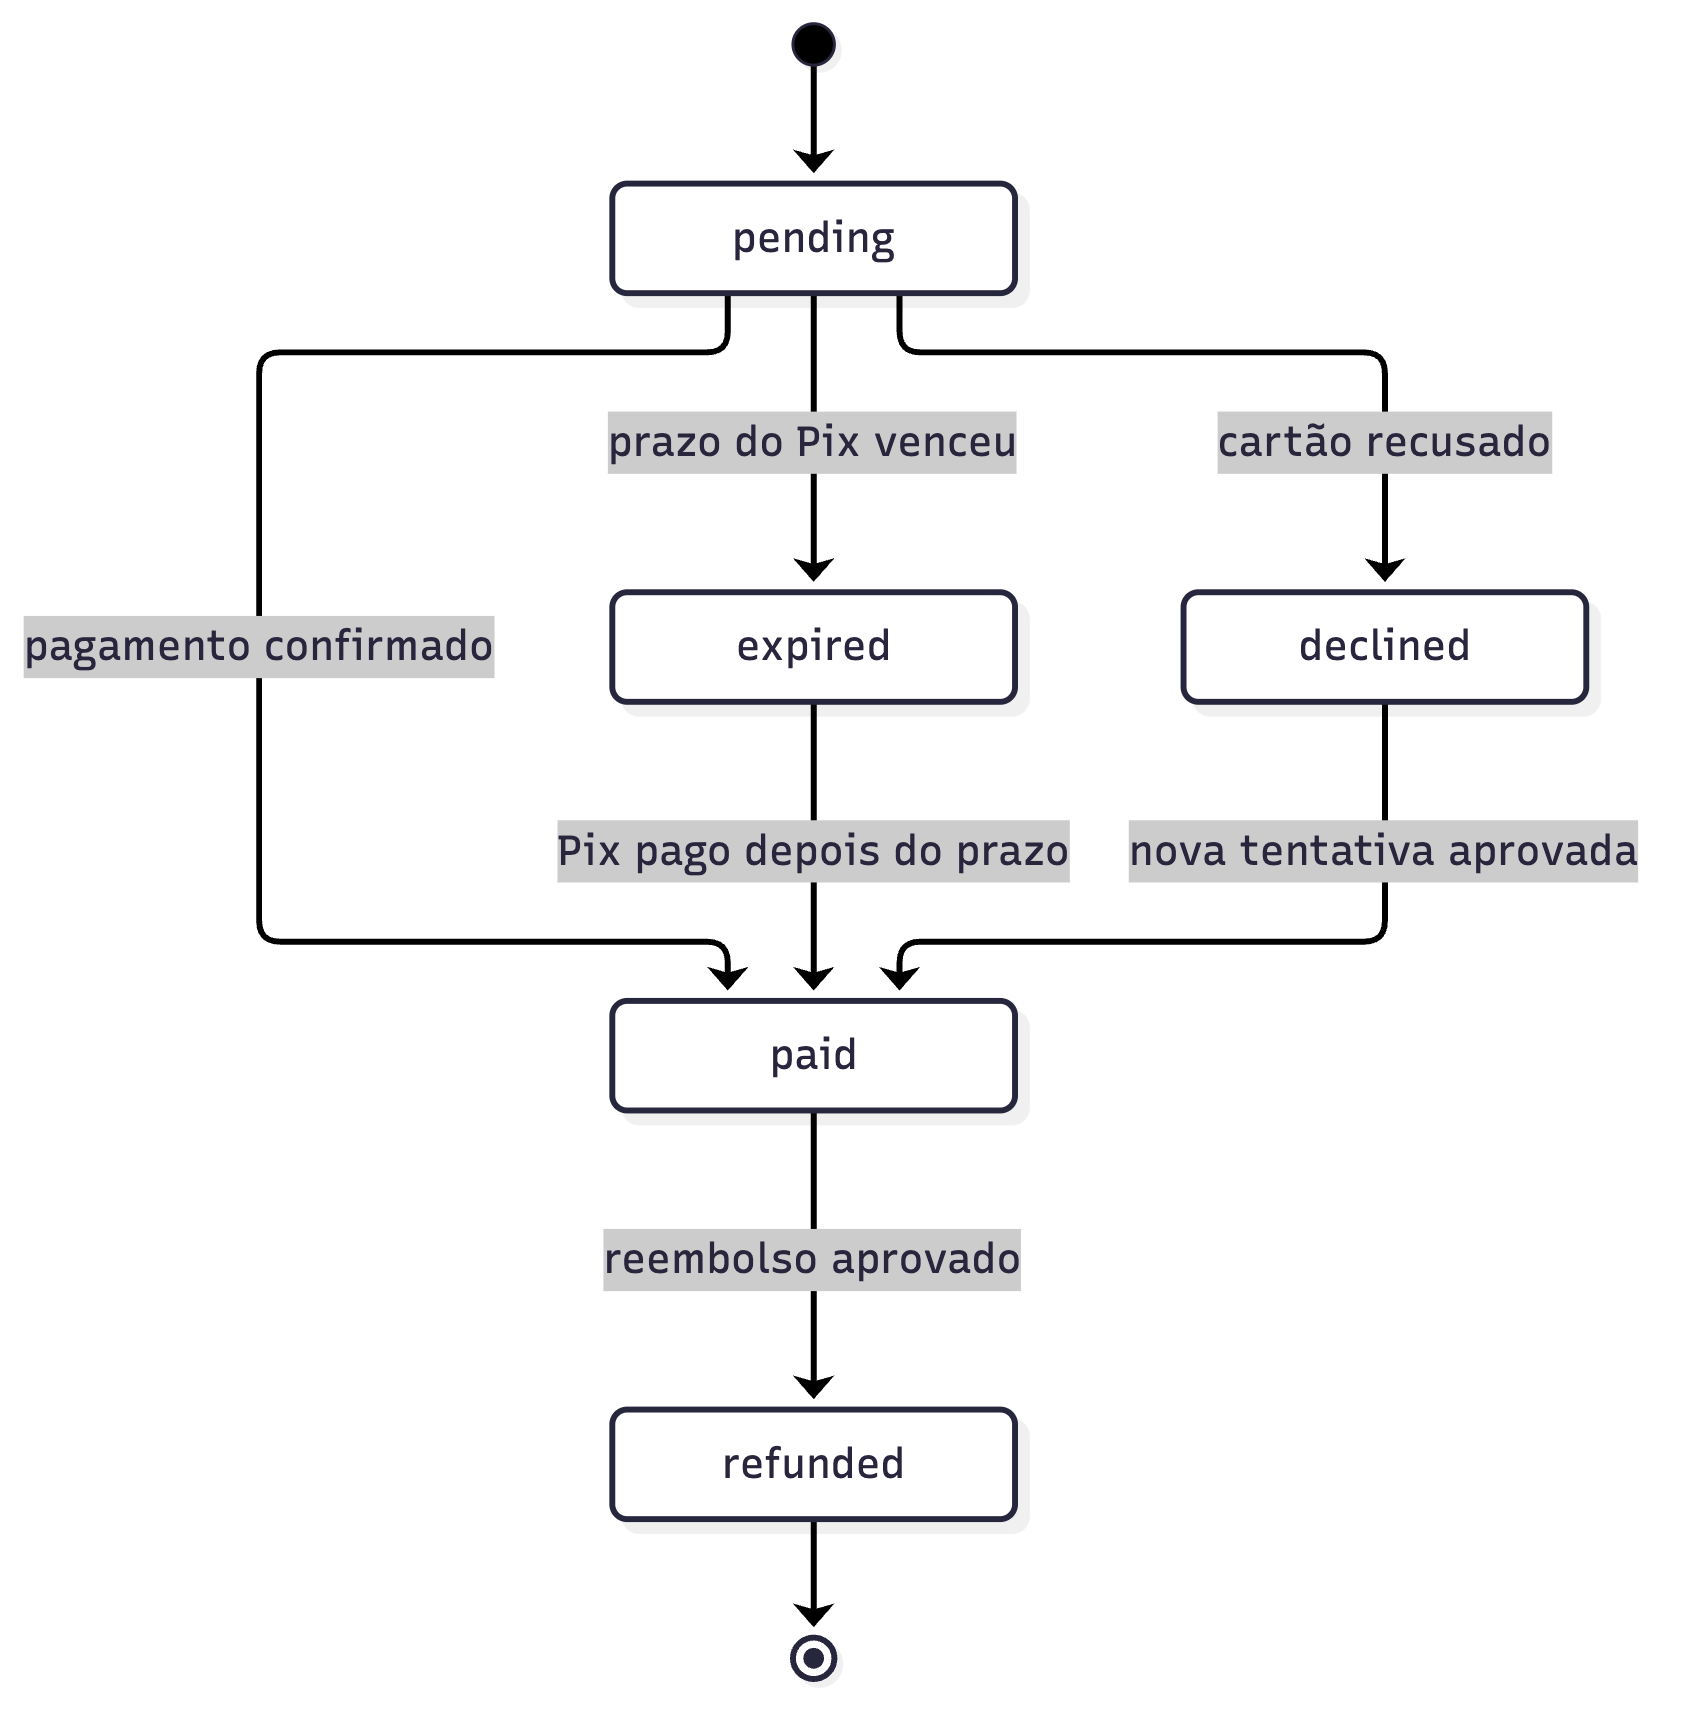 pending
prazo do Pix venceu
cartão recusado
pagamento confirmado
expired
declined
Pix pago depois do prazo
nova tentativa aprovada
paid
reembolso aprovado
refunded